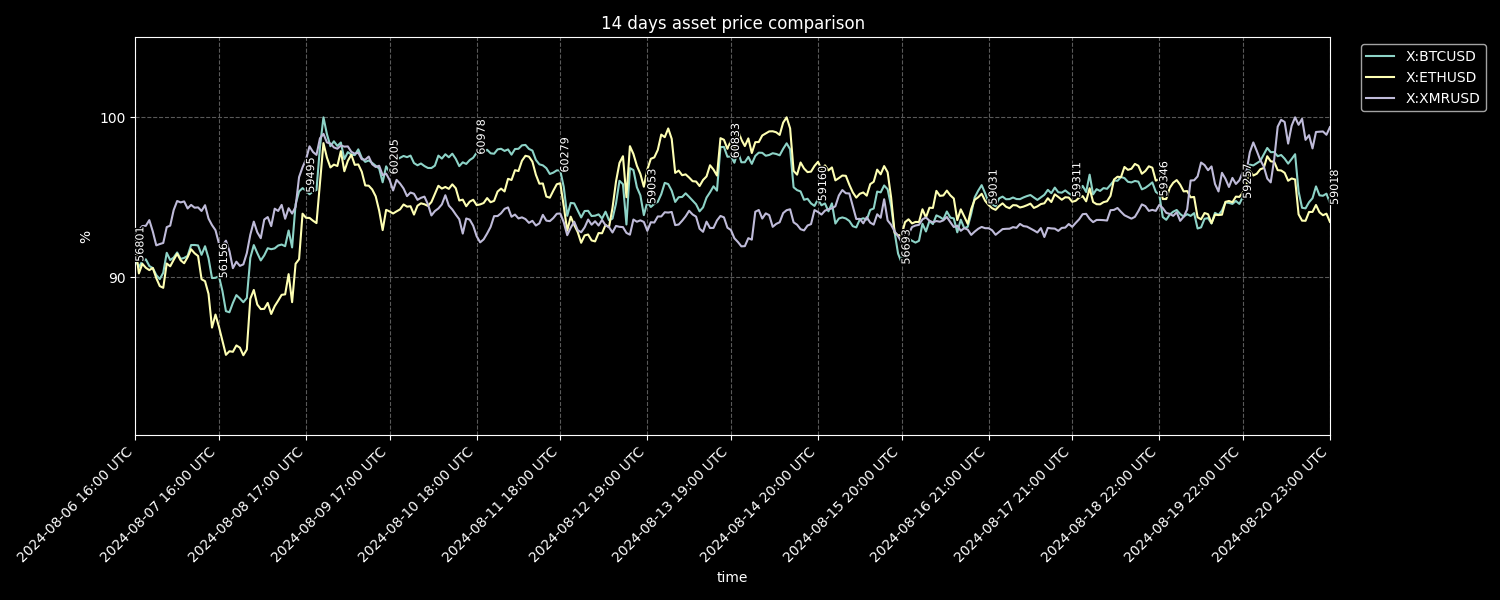 14 days asset price comparison
X:BTCUSD
X:ETHUSD
X:XMRUSD
100
90
%
56801
56156
59495
60205
60978
60279
59053
60833
59160
56693
59031
59311
59346
59257
59018
2024-08-06 16:00 UTC
2024-08-07 16:00 UTC
2024-08-08 17:00 UTC
2024-08-09 17:00 UTC
2024-08-10 18:00 UTC
2024-08-11 18:00 UTC
2024-08-12 19:00 UTC
2024-08-13 19:00 UTC
2024-08-14 20:00 UTC
2024-08-15 20:00 UTC
2024-08-16 21:00 UTC
2024-08-17 21:00 UTC
2024-08-18 22:00 UTC
2024-08-19 22:00 UTC
2024-08-20 23:00 UTC
time